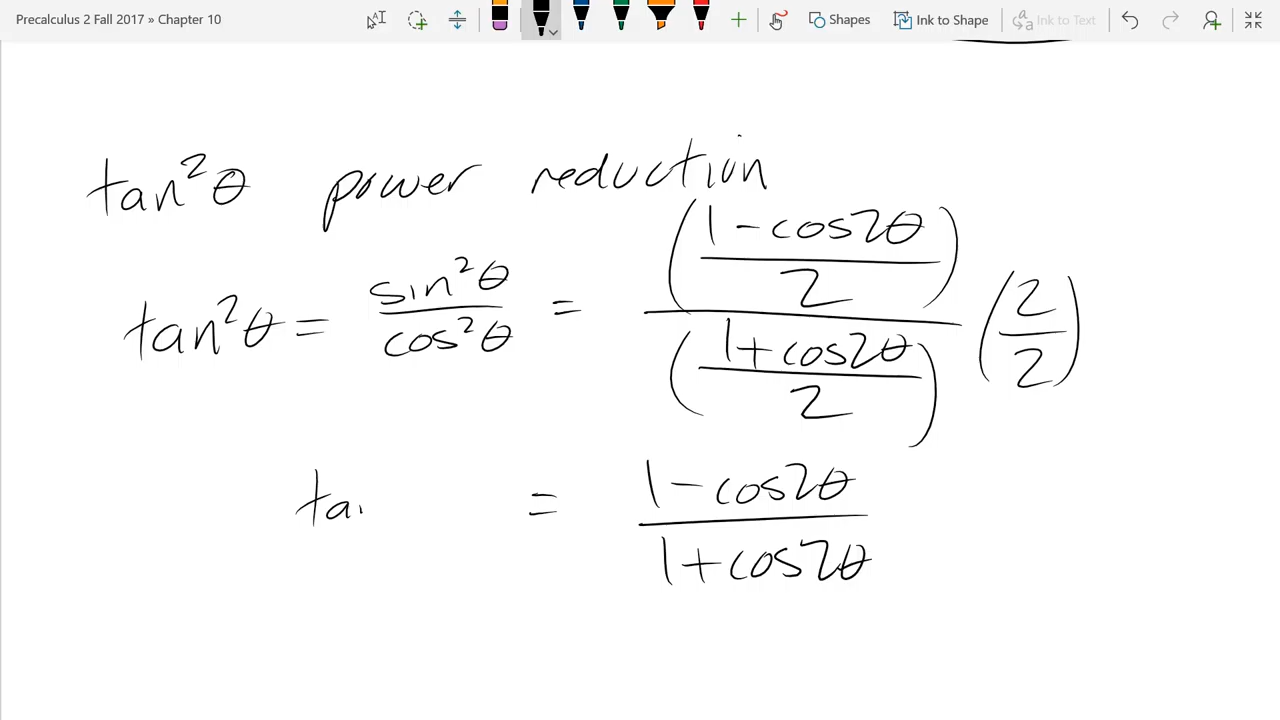 Precalculus 2 Fall 2017 » Chapter 10 Shapes Ink to Shape Ink to Text
tan²θ power reduction
tan²θ = sin²θ/cos²θ = ((1-cos2θ)/2)/((1+cos2θ)/2) (2/2)
ta = (1-cos2θ)/(1+cos2θ)